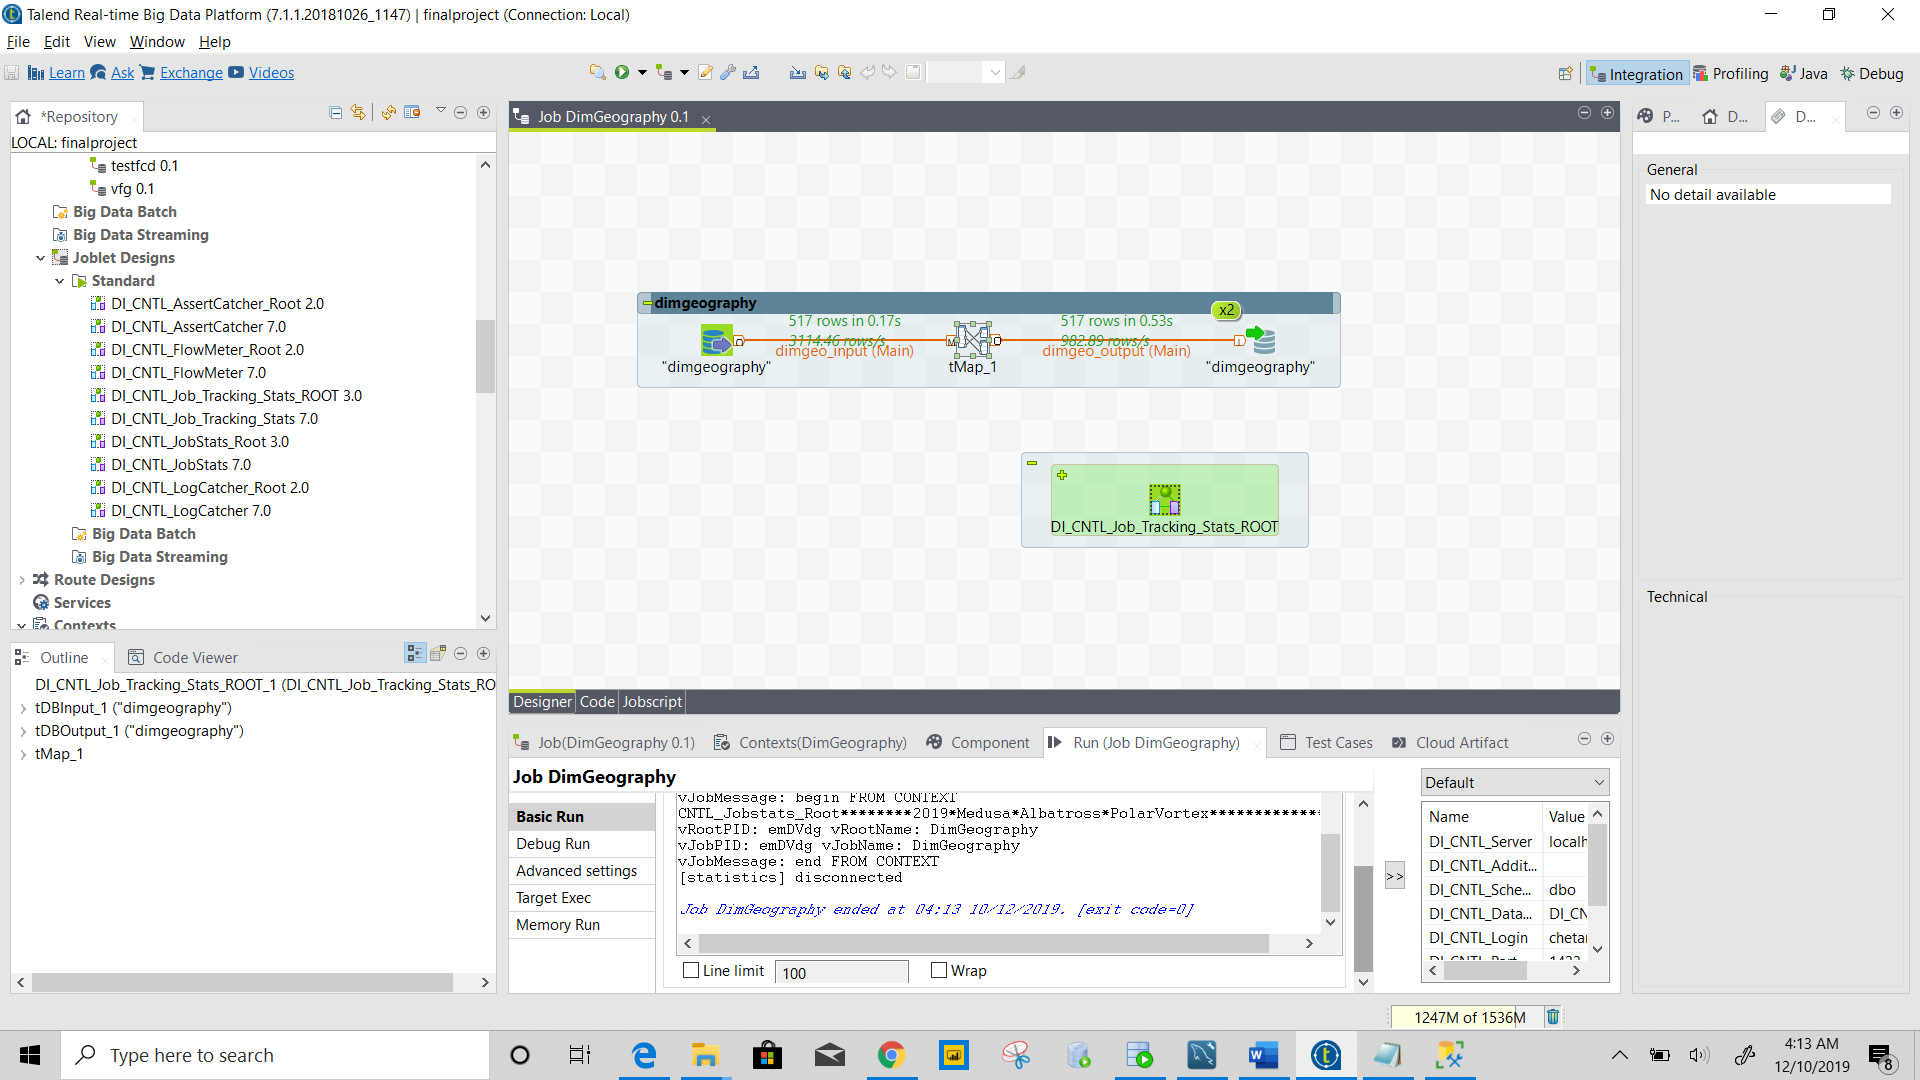 Talend Real-time Big Data Platform (7.1.1.20181026_1147) | finalproject (Connection: Local)
File Edit View Window Help
Learn Ask Exchange Videos
Integration Profiling Java Debug
*Repository
LOCAL: finalproject
testfcd 0.1
vfg 0.1
Big Data Batch
Big Data Streaming
Joblet Designs
Standard
DI_CNTL_AssertCatcher_Root 2.0
DI_CNTL_AssertCatcher 7.0
DI_CNTL_FlowMeter_Root 2.0
DI_CNTL_FlowMeter 7.0
DI_CNTL_Job_Tracking_Stats_ROOT 3.0
DI_CNTL_Job_Tracking_Stats 7.0
DI_CNTL_JobStats_Root 3.0
DI_CNTL_JobStats 7.0
DI_CNTL_LogCatcher_Root 2.0
DI_CNTL_LogCatcher 7.0
Big Data Batch
Big Data Streaming
Route Designs
Services
Contexts
Outline Code Viewer
DI_CNTL_Job_Tracking_Stats_ROOT_1 (DI_CNTL_Job_Tracking_Stats_RO
tDBInput_1 ("dimgeography")
tDBOutput_1 ("dimgeography")
tMap_1
Job DimGeography 0.1
dimgeography
x2
517 rows in 0.17s
517 rows in 0.53s
3114.46 rows/s
982.89 rows/s
dimgeo_input (Main)
dimgeo_output (Main)
"dimgeography"
tMap_1
"dimgeography"
DI_CNTL_Job_Tracking_Stats_ROOT
Designer Code Jobscript
Job(DimGeography 0.1) Contexts(DimGeography) Component Run (Job DimGeography) Test Cases Cloud Artifact
Job DimGeography
Basic Run
Debug Run
Advanced settings
Target Exec
Memory Run
vJobMessage: begin FROM CONTEXT
CNTL_Jobstats_Root********2019*Medusa*Albatross*PolarVortex*************
vRootPID: emDVdg vRootName: DimGeography
vJobPID: emDVdg vJobName: DimGeography
vJobMessage: end FROM CONTEXT
[statistics] disconnected
Job DimGeography ended at 04:13 10/12/2019. [exit code=0]
Line limit 100 Wrap
>>
Default
Name Value
DI_CNTL_Server localh
DI_CNTL_Addit...
DI_CNTL_Sche... dbo
DI_CNTL_Data... DI_CN
DI_CNTL_Login chetan
P... D... D...
General
No detail available
Technical
1247M of 1536M
Type here to search
4:13 AM
12/10/2019
8